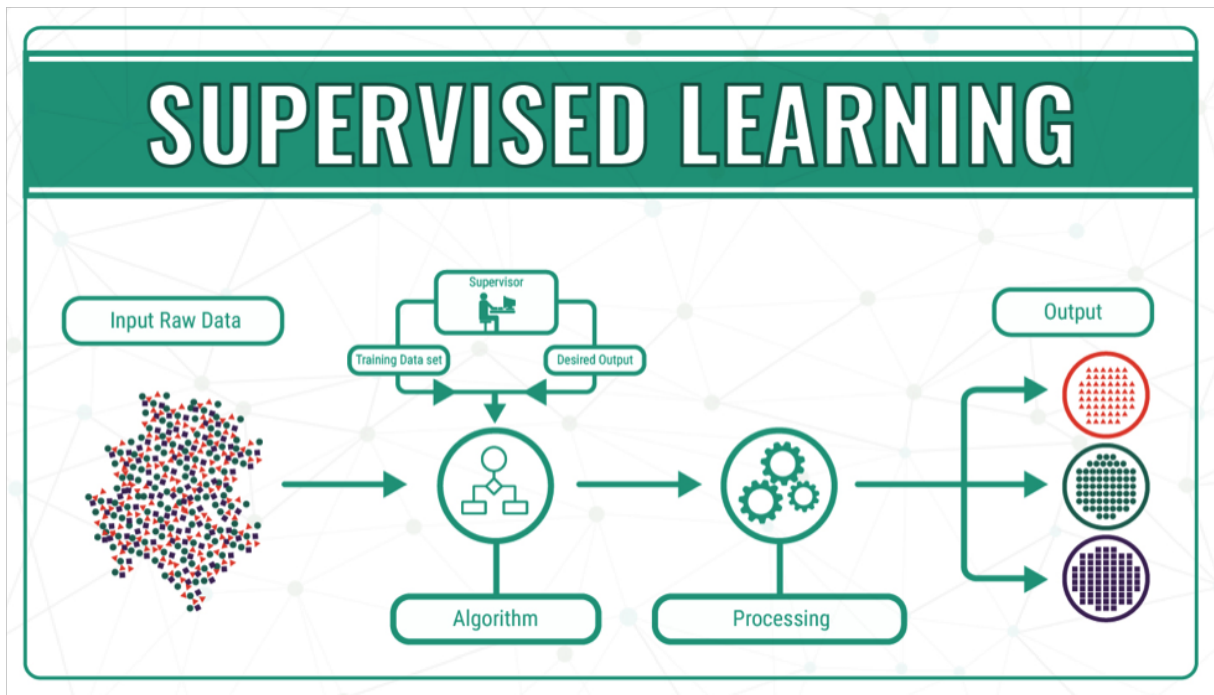 SUPERVISED LEARNING
Input Raw Data
Supervisor
Training Data set
Desired Output
Algorithm
Processing
Output